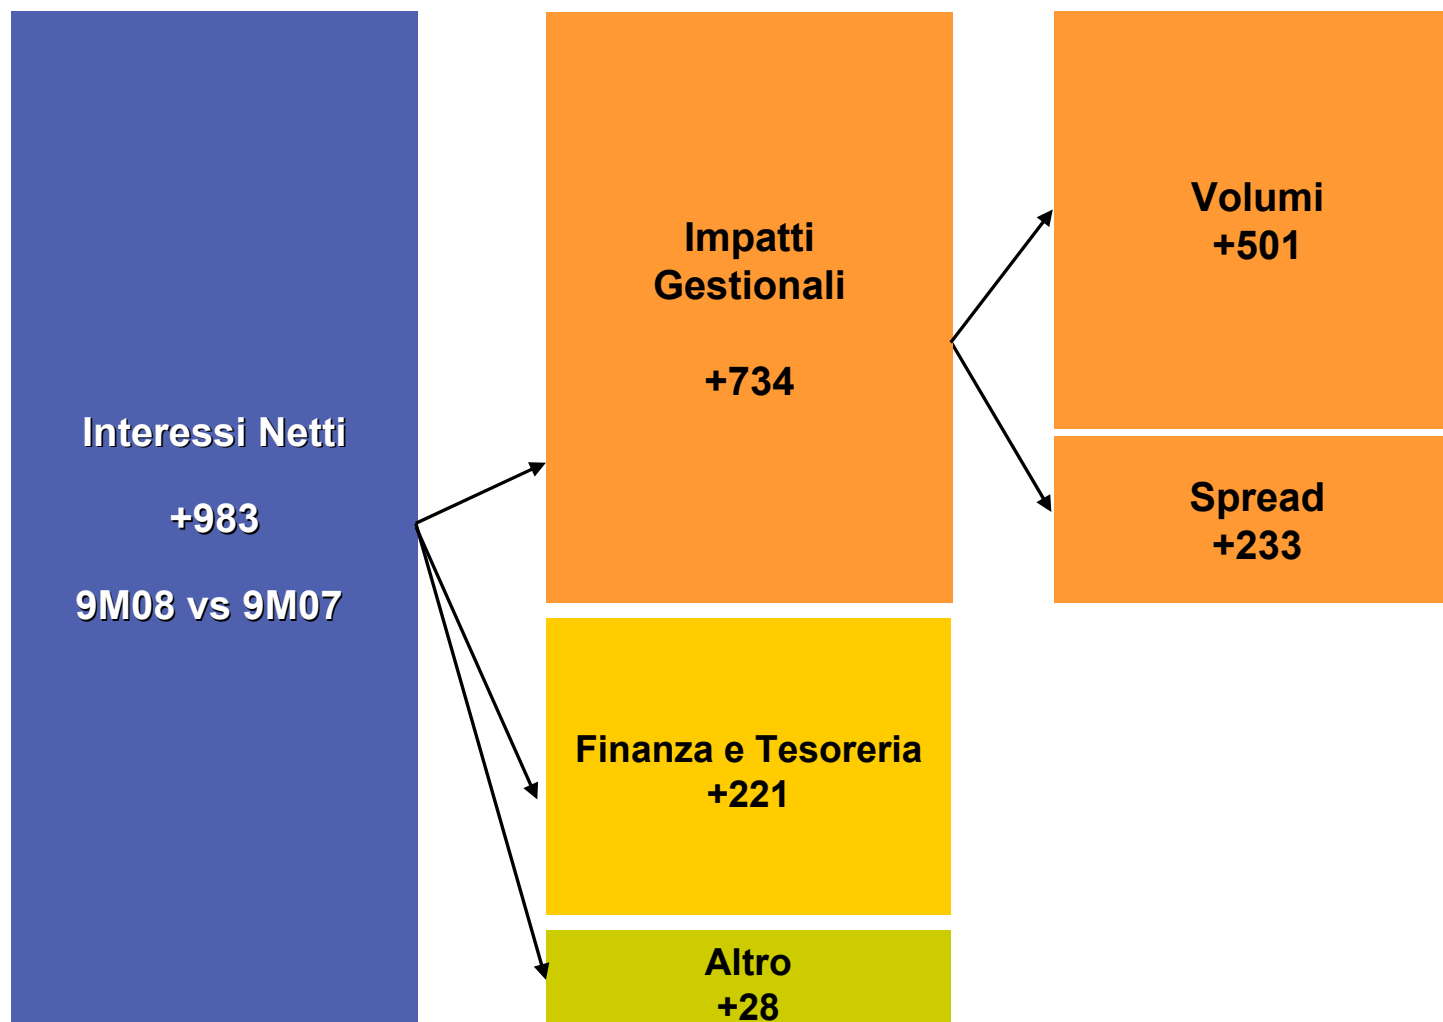 Interessi Netti
+983
9M08 vs 9M07
Impatti
Gestionali
+734
Finanza e Tesoreria
+221
Altro
+28
Volumi
+501
Spread
+233